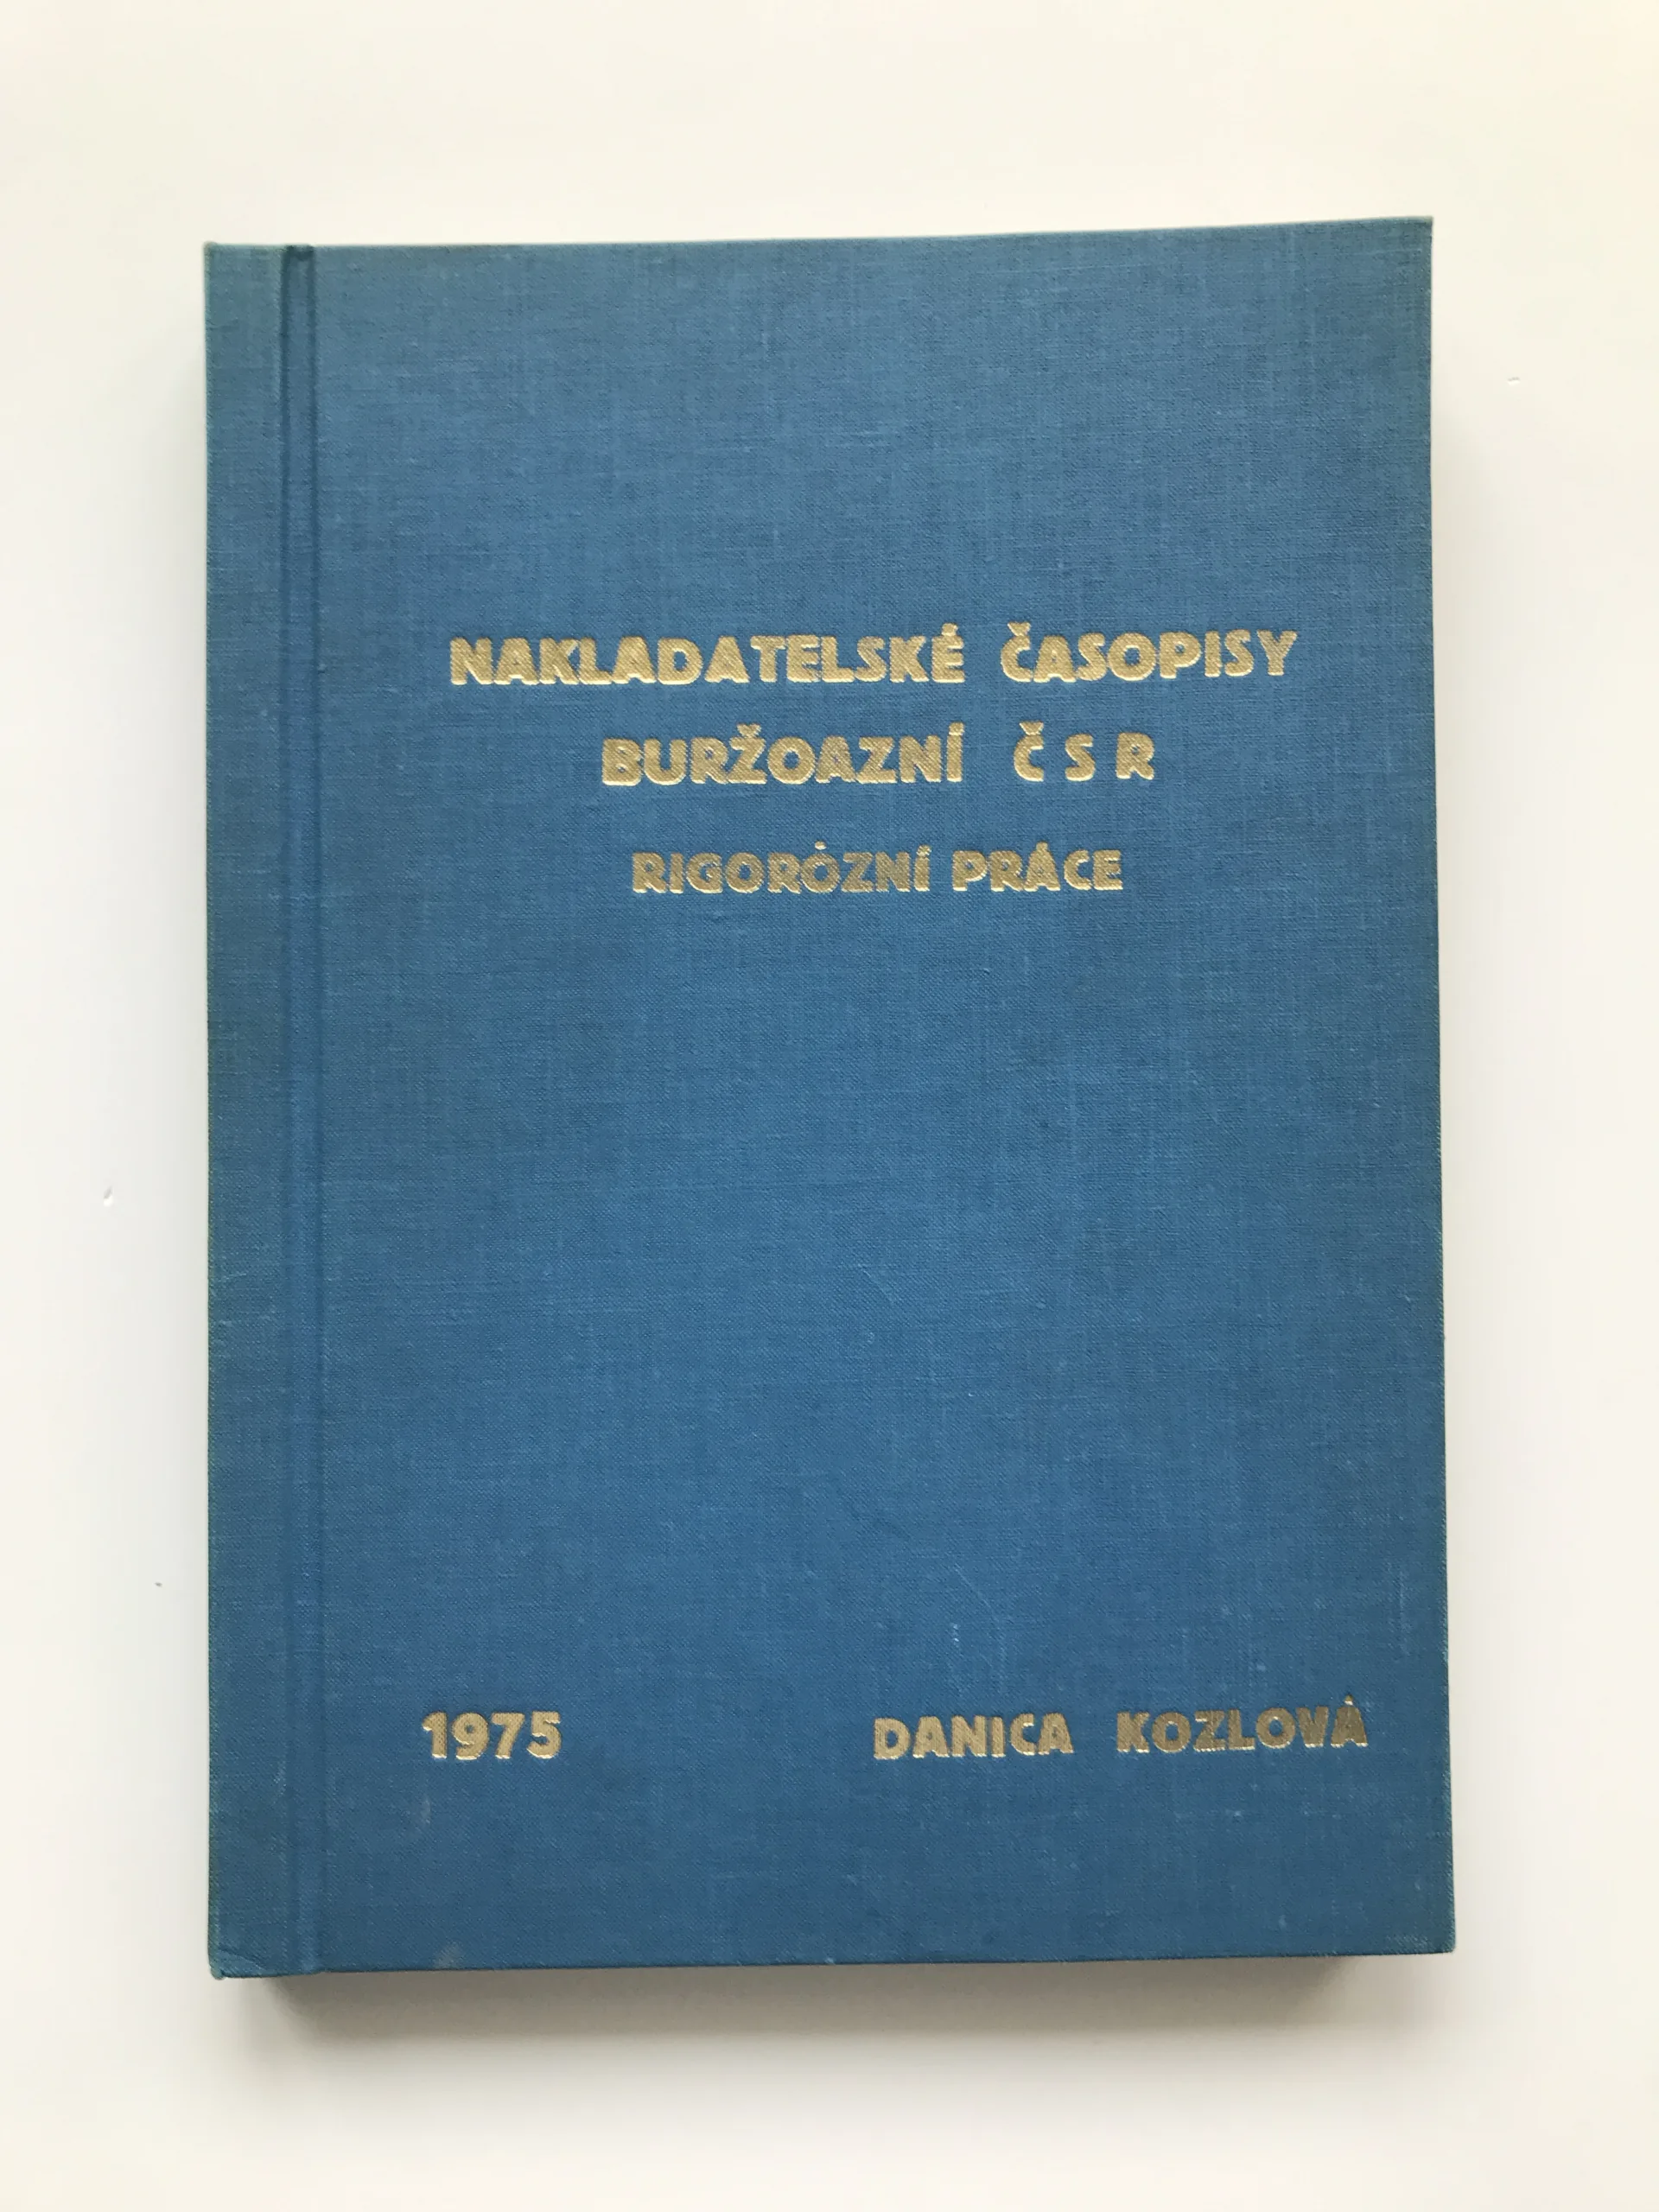 NAKLADATELSKÉ ČASOPISY
BURŽOAZNÍ Č S R
RIGORÓZNÍ PRÁCE
1975 DANICA KOZLOVÁ